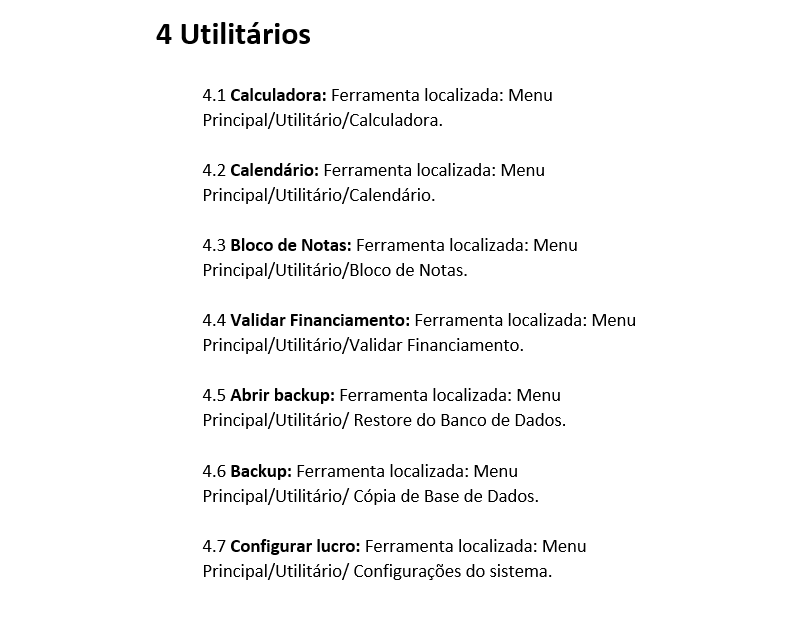 4 Utilitários
4.1 Calculadora: Ferramenta localizada: Menu
Principal/Utilitário/Calculadora.
4.2 Calendário: Ferramenta localizada: Menu
Principal/Utilitário/Calendário.
4.3 Bloco de Notas: Ferramenta localizada: Menu
Principal/Utilitário/Bloco de Notas.
4.4 Validar Financiamento: Ferramenta localizada: Menu
Principal/Utilitário/Validar Financiamento.
4.5 Abrir backup: Ferramenta localizada: Menu
Principal/Utilitário/ Restore do Banco de Dados.
4.6 Backup: Ferramenta localizada: Menu
Principal/Utilitário/ Cópia de Base de Dados.
4.7 Configurar lucro: Ferramenta localizada: Menu
Principal/Utilitário/ Configurações do sistema.